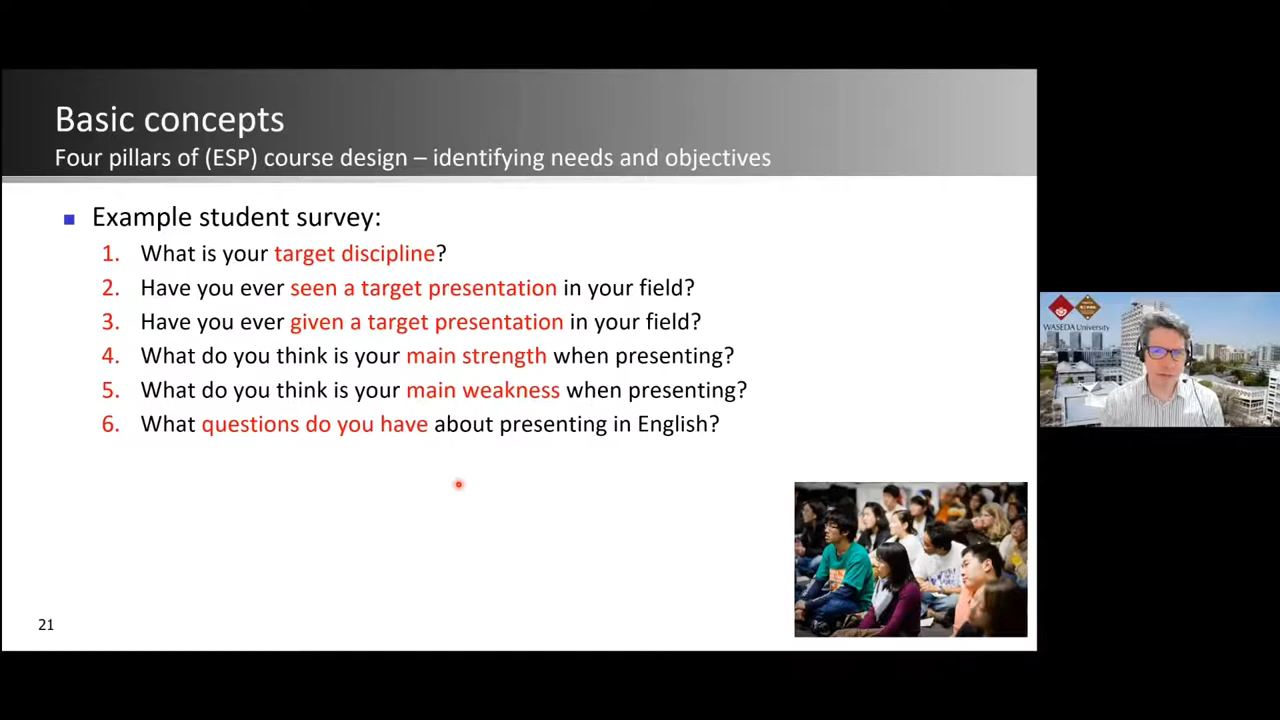 Basic concepts
Four pillars of (ESP) course design – identifying needs and objectives
■ Example student survey:
1. What is your target discipline?
2. Have you ever seen a target presentation in your field?
3. Have you ever given a target presentation in your field?
4. What do you think is your main strength when presenting?
5. What do you think is your main weakness when presenting?
6. What questions do you have about presenting in English?
WASEDA University
21